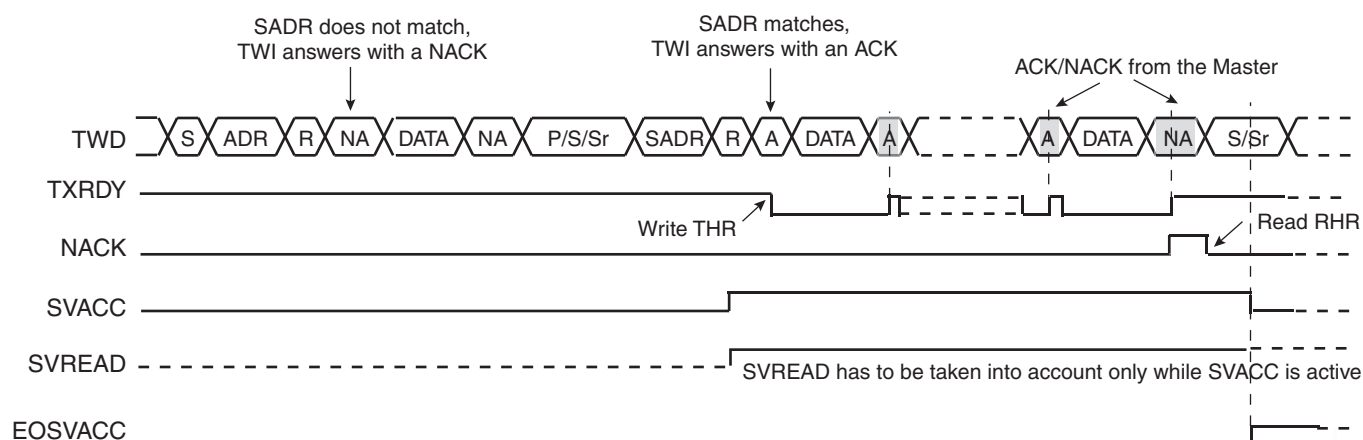 SADR does not match,
TWI answers with a NACK
SADR matches,
TWI answers with an ACK
ACK/NACK from the Master
TWD S ADR R NA DATA NA P/S/Sr SADR R A DATA A A DATA NA S/Sr
TXRDY
Write THR
NACK
Read RHR
SVACC
SVREAD
SVREAD has to be taken into account only while SVACC is active
EOSVACC